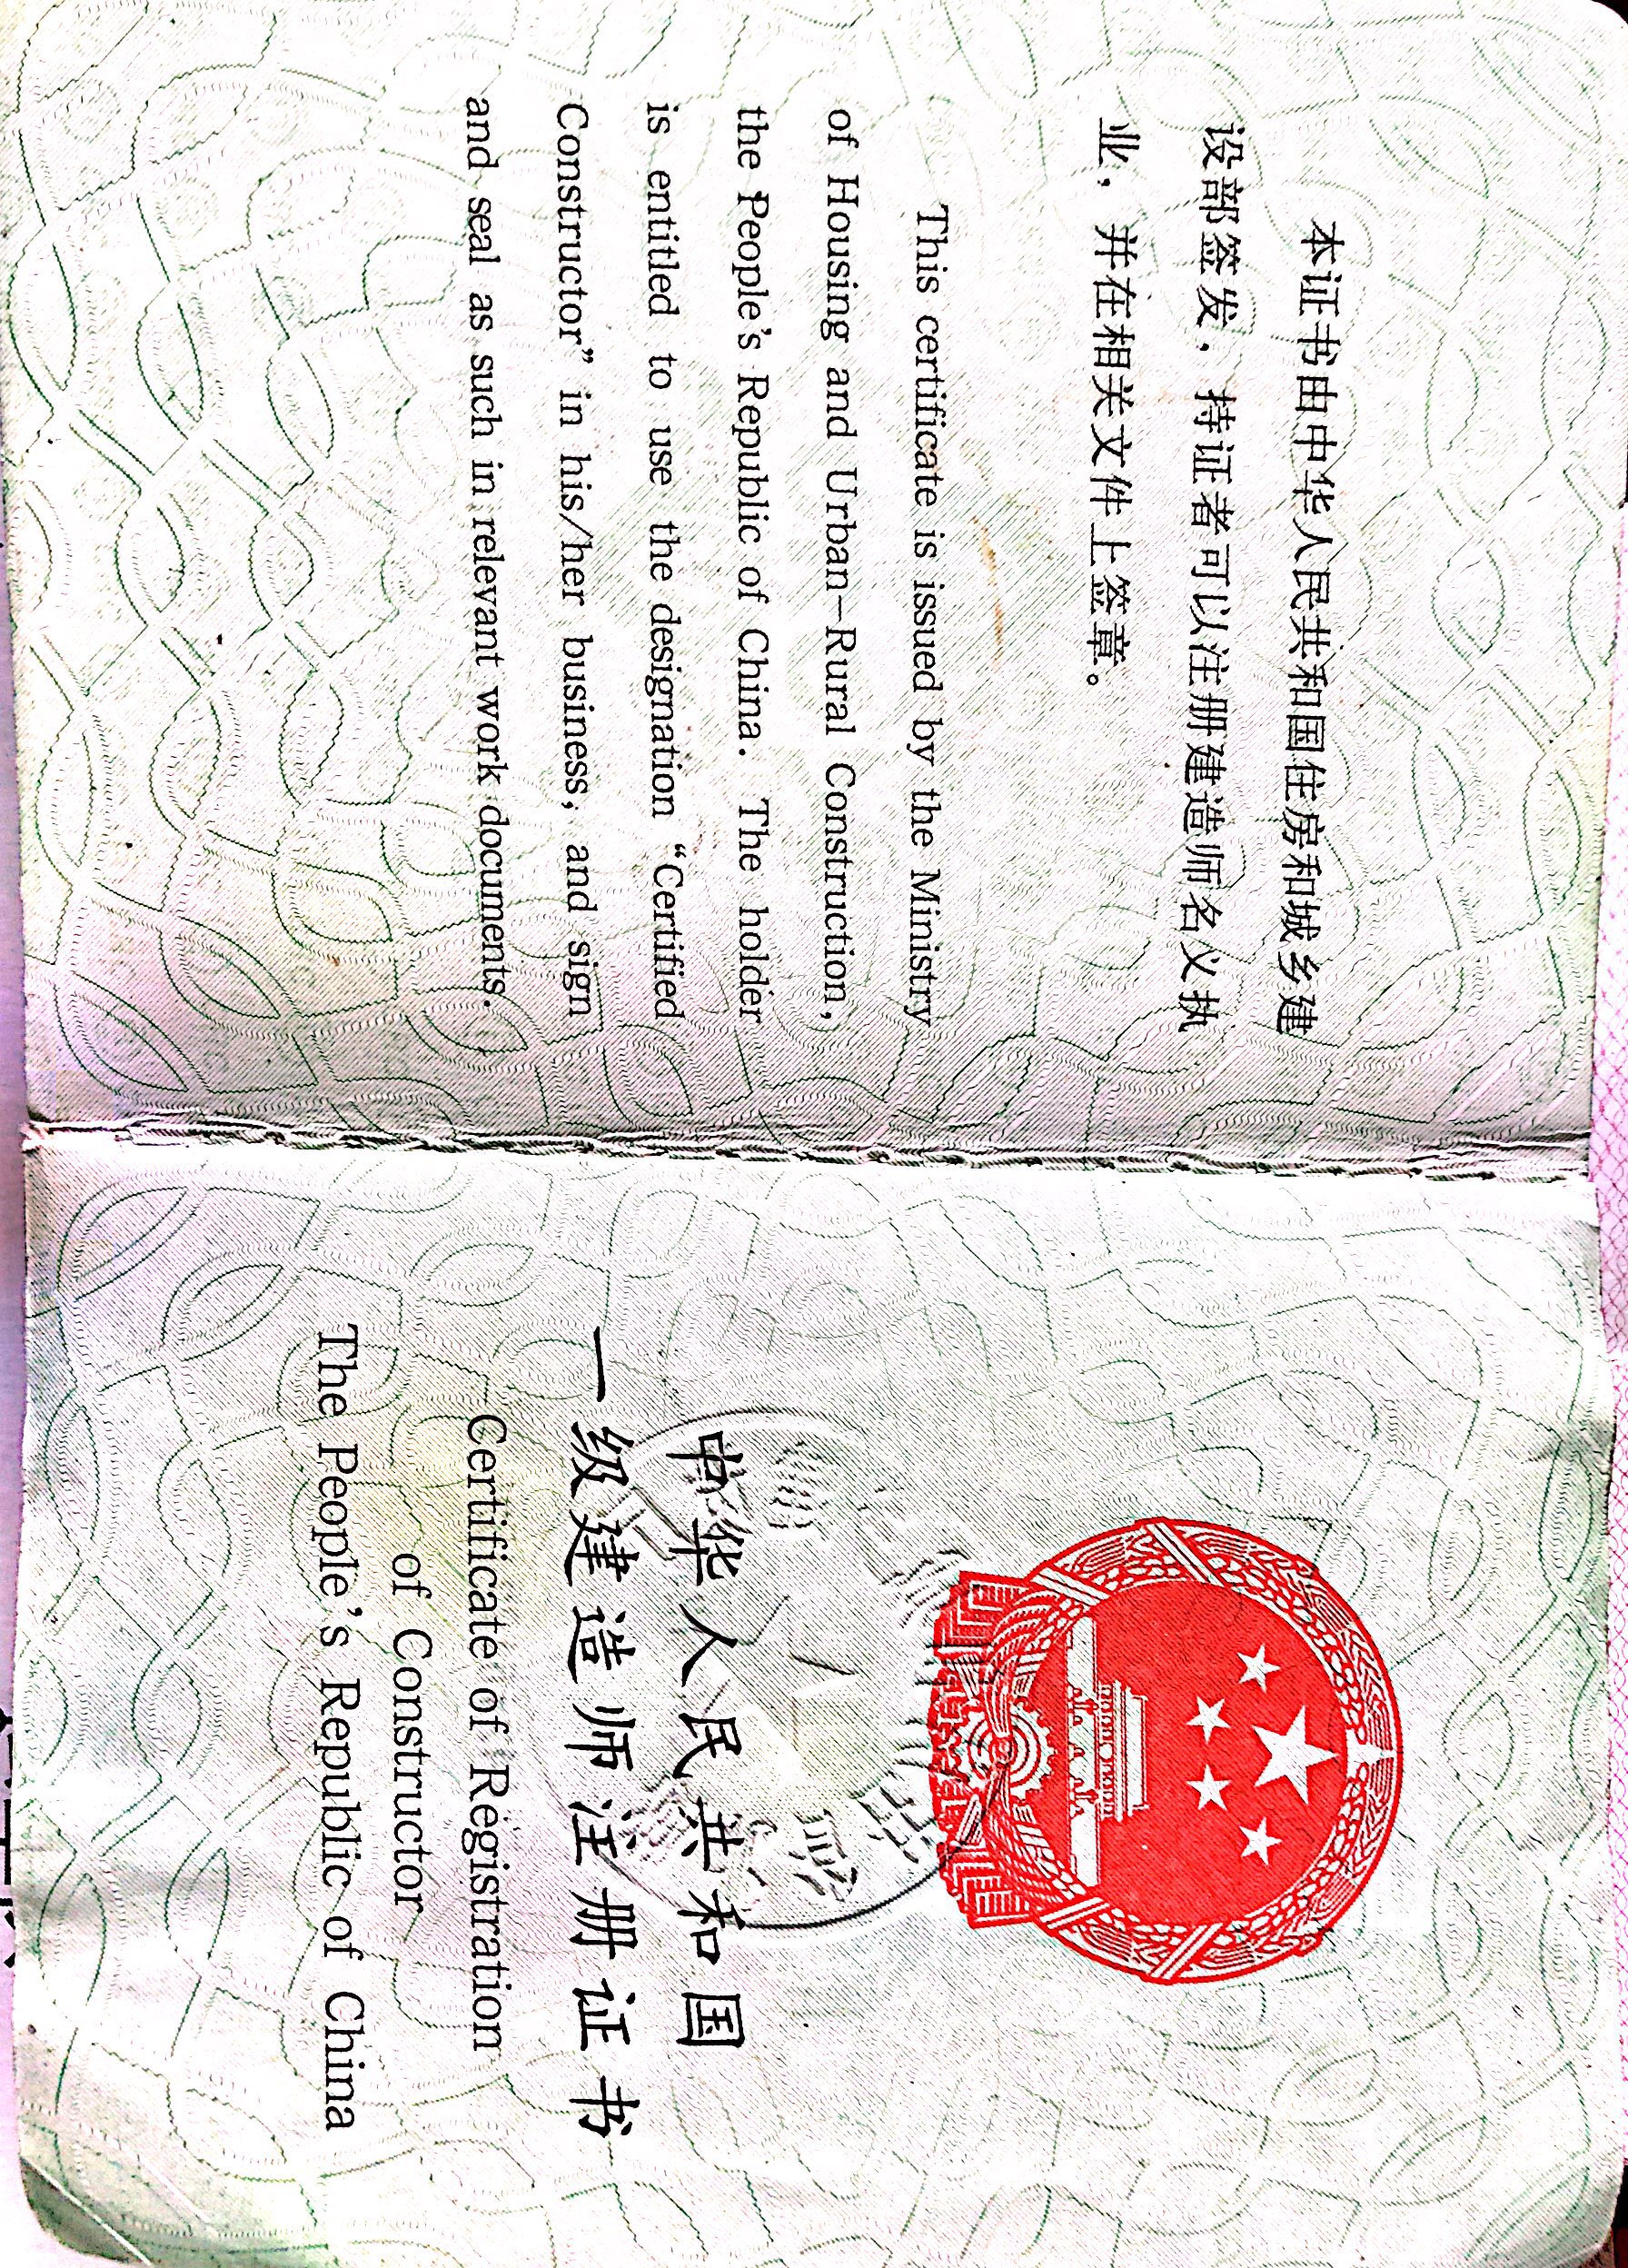 本证书由中华人民共和国住房和城乡建
设部签发，持证者可以注册建造师名义执
业，并在相关文件上签章。
This certificate is issued by the Ministry
of Housing and Urban-Rural Construction,
the People's Republic of China. The holder
is entitled to use the designation “Certified
Constructor” in his/her business, and sign
and seal as such in relevant work documents.
中华人民共和国
一级建造师注册证书
Certificate of Registration
of Constructor
The People's Republic of China